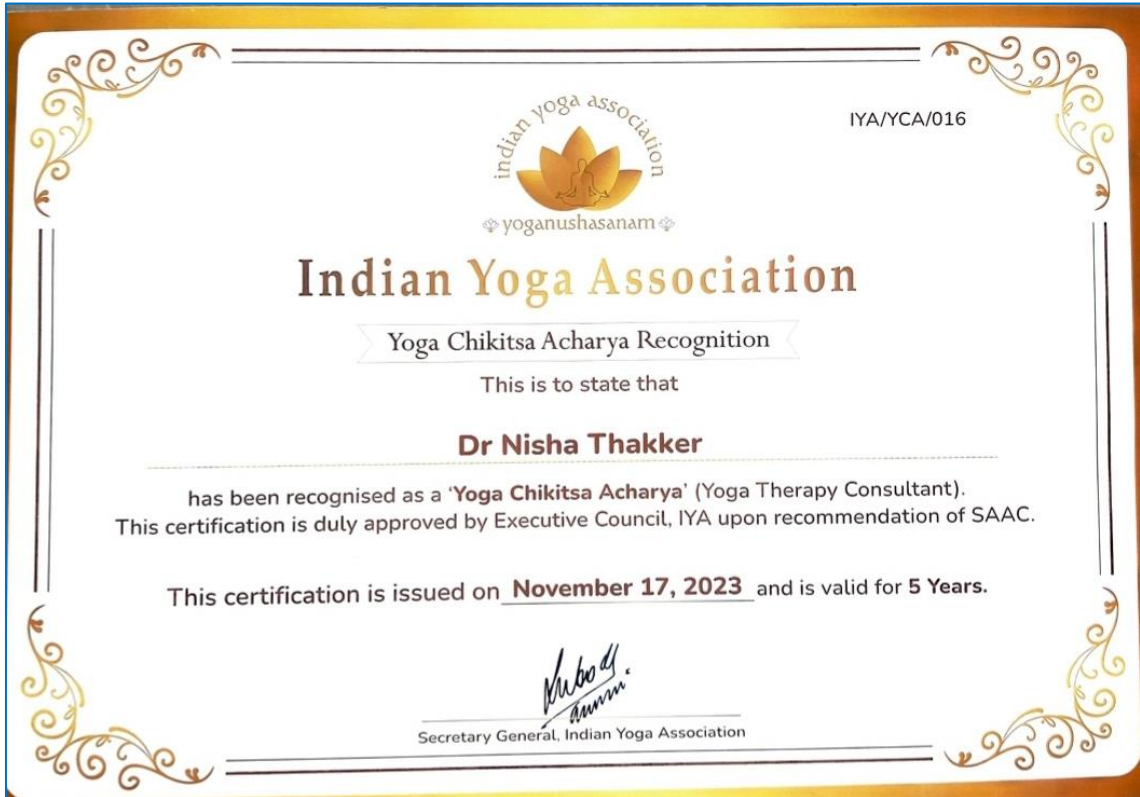 IYA/YCA/016
indian yoga association
yoganushasanam
Indian Yoga Association
Yoga Chikitsa Acharya Recognition
This is to state that
Dr Nisha Thakker
has been recognised as a 'Yoga Chikitsa Acharya' (Yoga Therapy Consultant).
This certification is duly approved by Executive Council, IYA upon recommendation of SAAC.
This certification is issued on November 17, 2023 and is valid for 5 Years.
Secretary General, Indian Yoga Association